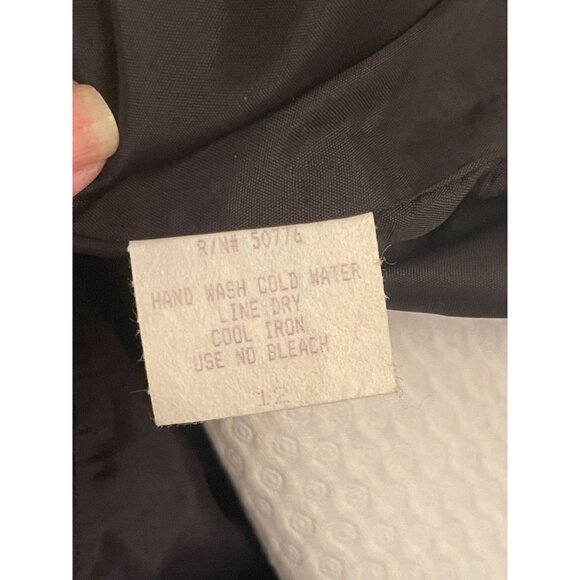 R/N# 50776
HAND WASH COLD WATER
LINE DRY
COOL IRON
USE NO BLEACH
12